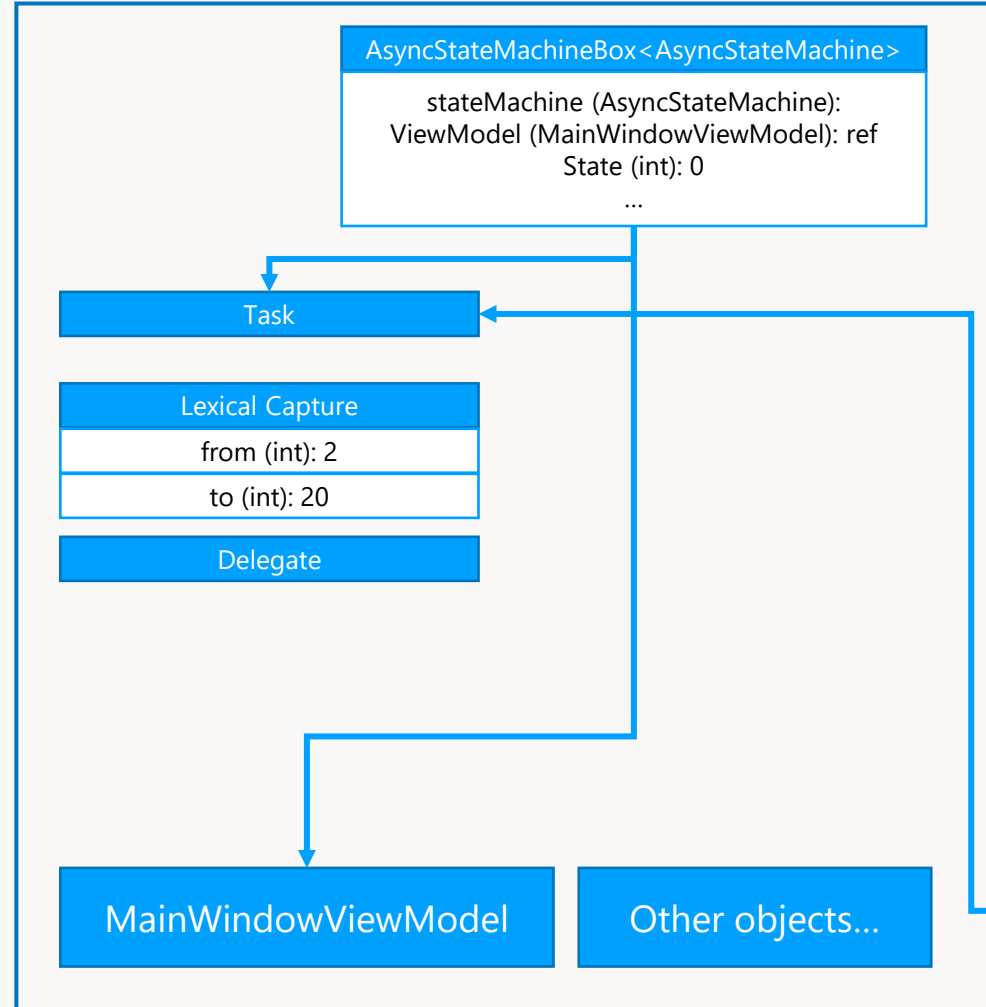 AsyncStateMachineBox<AsyncStateMachine>
stateMachine (AsyncStateMachine):
ViewModel (MainWindowViewModel): ref
State (int): 0
...
Task
Lexical Capture
from (int): 2
to (int): 20
Delegate
MainWindowViewModel
Other objects...